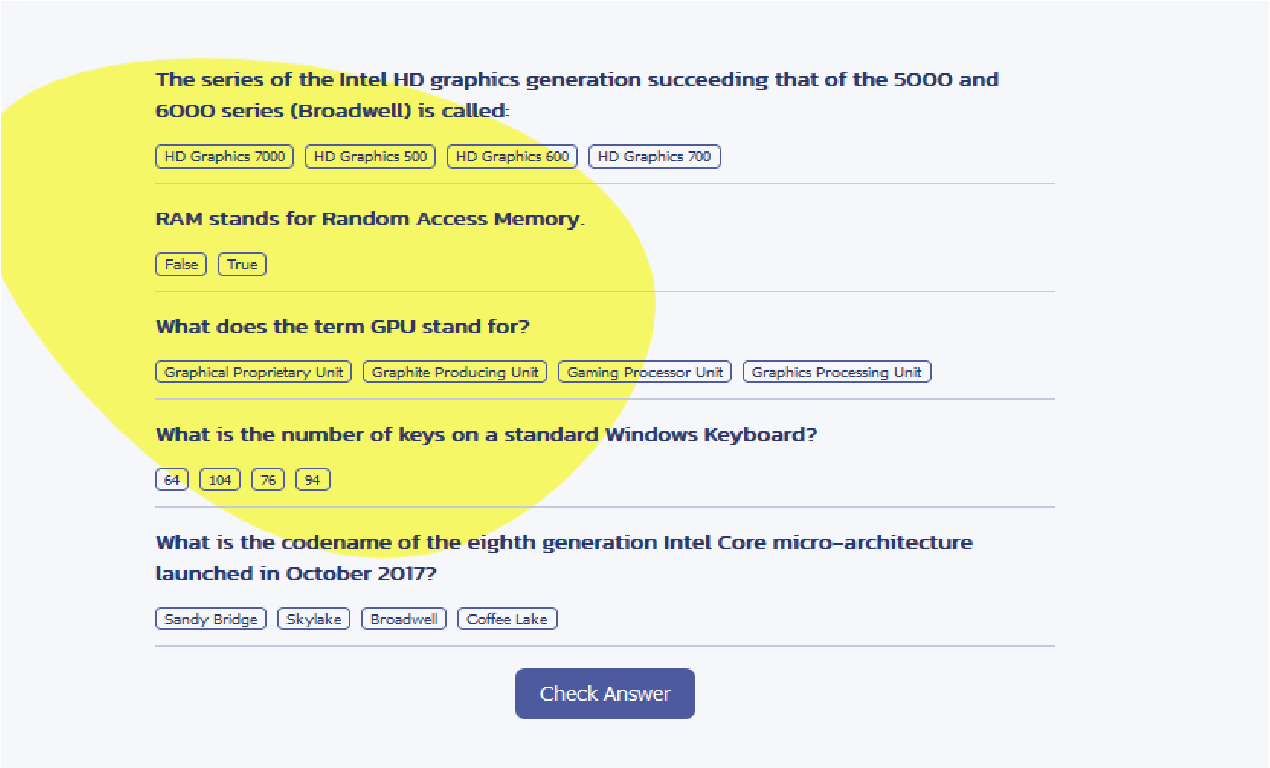 The series of the Intel HD graphics generation succeeding that of the 5000 and
6000 series (Broadwell) is called:
HD Graphics 7000 HD Graphics 500 HD Graphics 600 HD Graphics 700
RAM stands for Random Access Memory.
False True
What does the term GPU stand for?
Graphical Proprietary Unit Graphite Producing Unit Gaming Processor Unit Graphics Processing Unit
What is the number of keys on a standard Windows Keyboard?
64 104 76 94
What is the codename of the eighth generation Intel Core micro-architecture
launched in October 2017?
Sandy Bridge Skylake Broadwell Coffee Lake
Check Answer